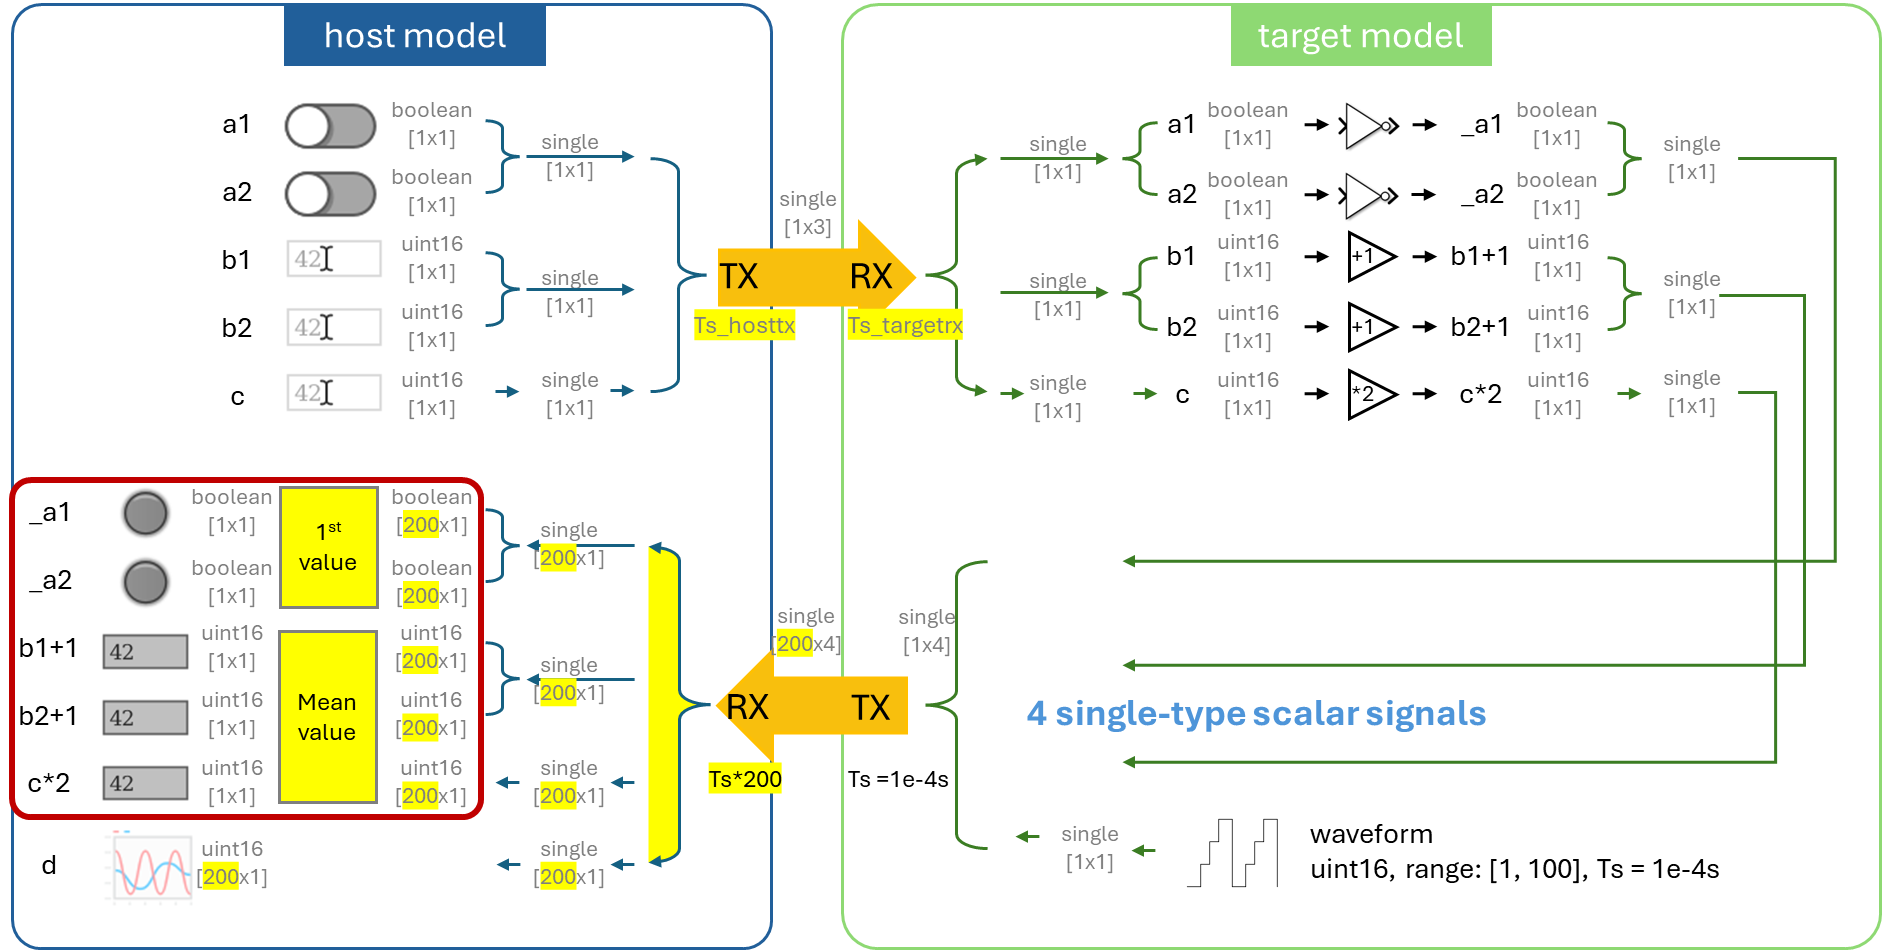 host model
target model
a1
boolean
[1x1]
a2
boolean
[1x1]
single
[1x1]
b1
42
uint16
[1x1]
b2
42
uint16
[1x1]
single
[1x1]
c
42
uint16
[1x1]
single
[1x1]
single
[1x3]
TX
RX
Ts_hosttx
Ts_targetrx
single
[1x1]
a1
boolean
[1x1]
_a1
boolean
[1x1]
a2
boolean
[1x1]
_a2
boolean
[1x1]
single
[1x1]
single
[1x1]
b1
uint16
[1x1]
+1
b1+1
uint16
[1x1]
b2
uint16
[1x1]
+1
b2+1
uint16
[1x1]
single
[1x1]
single
[1x1]
c
uint16
[1x1]
*2
c*2
uint16
[1x1]
single
[1x1]
_a1
boolean
[1x1]
_a2
boolean
[1x1]
1st
value
boolean
[200x1]
boolean
[200x1]
single
[200x1]
b1+1
42
uint16
[1x1]
b2+1
42
uint16
[1x1]
c*2
42
uint16
[1x1]
Mean
value
uint16
[200x1]
uint16
[200x1]
uint16
[200x1]
single
[200x1]
single
[200x1]
d
uint16
[200x1]
single
[200x1]
single
[200x4]
single
[1x4]
RX
TX
Ts*200
Ts =1e-4s
4 single-type scalar signals
single
[1x1]
waveform
uint16, range: [1, 100], Ts = 1e-4s